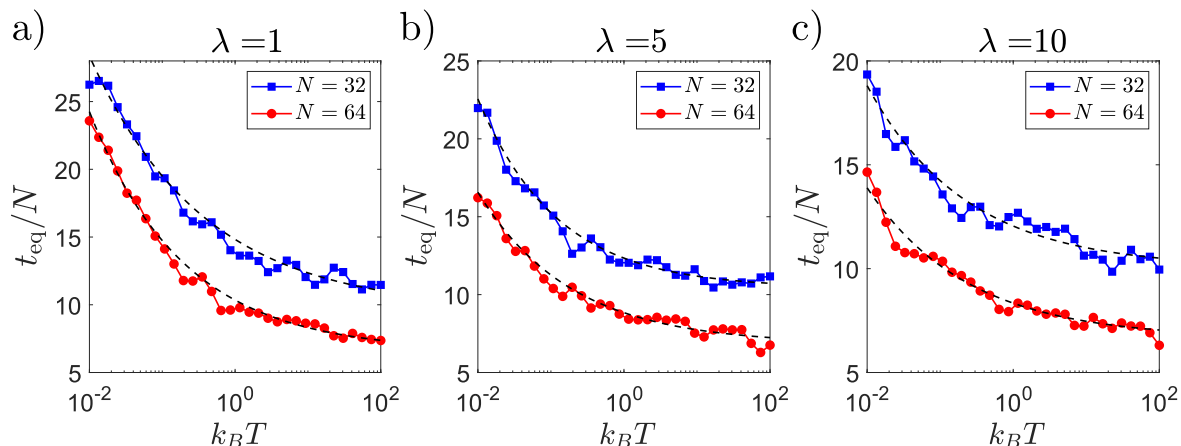 a)
λ =1
N = 32
N = 64
25
20
15
10
5
t_eq/N
10^-2
10^0
10^2
k_BT
b)
λ =5
N = 32
N = 64
25
20
15
10
5
t_eq/N
10^-2
10^0
10^2
k_BT
c)
λ =10
N = 32
N = 64
20
15
10
5
t_eq/N
10^-2
10^0
10^2
k_BT